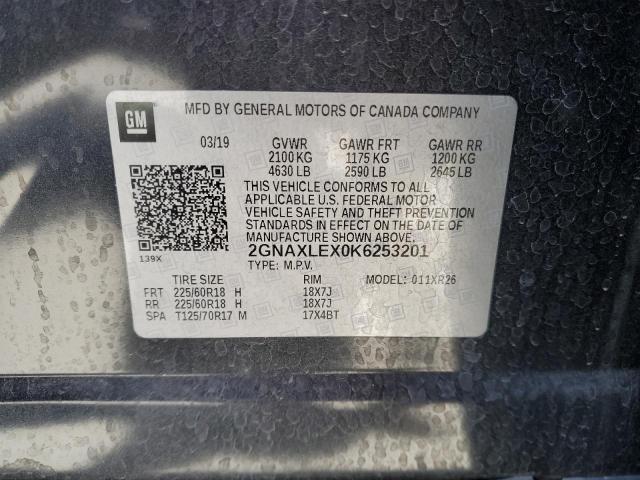 GM
MFD BY GENERAL MOTORS OF CANADA COMPANY
03/19 GVWR GAWR FRT GAWR RR
2100 KG 1175 KG 1200 KG
4630 LB 2590 LB 2645 LB
THIS VEHICLE CONFORMS TO ALL
APPLICABLE U.S. FEDERAL MOTOR
VEHICLE SAFETY AND THEFT PREVENTION
STANDARDS IN EFFECT ON THE DATE OF
MANUFACTURE SHOWN ABOVE.
139X 2GNAXLEX0K6253201
TYPE: M.P.V. MODEL: 011XR26
TIRE SIZE RIM
FRT 225/60R18 H 18X7J
RR 225/60R18 H 18X7J
SPA T125/70R17 M 17X4BT